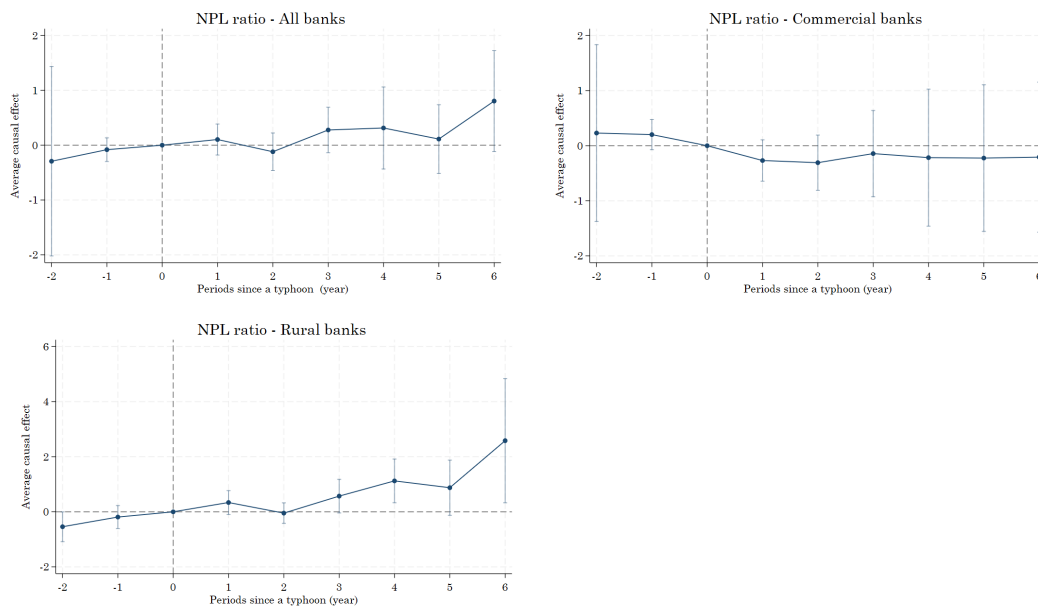 NPL ratio - All banks
Average causal effect
2
1
0
-1
-2
-2 -1 0 1 2 3 4 5 6
Periods since a typhoon (year)
NPL ratio - Commercial banks
Average causal effect
2
1
0
-1
-2
-2 -1 0 1 2 3 4 5 6
Periods since a typhoon (year)
NPL ratio - Rural banks
Average causal effect
6
4
2
0
-2
-2 -1 0 1 2 3 4 5 6
Periods since a typhoon (year)